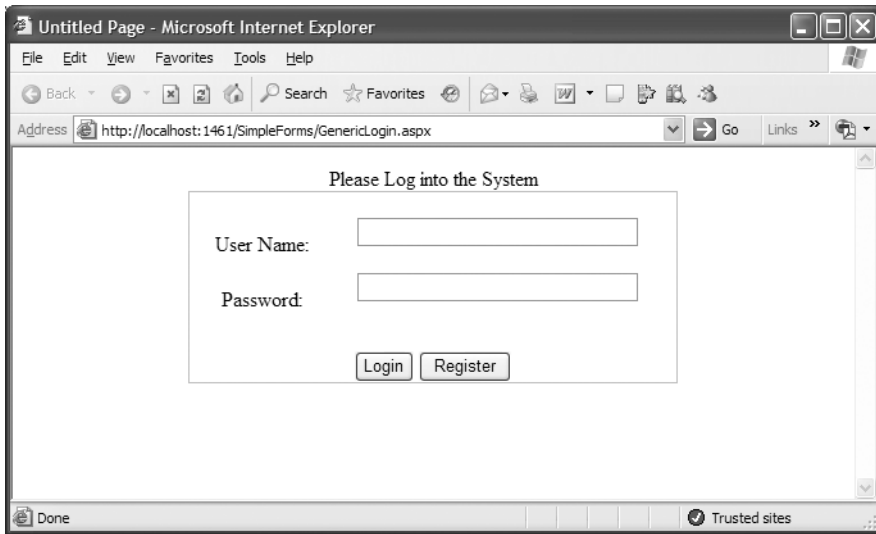 Untitled Page - Microsoft Internet Explorer
File Edit View Favorites Tools Help
Back Search Favorites W
Address http://localhost:1461/SimpleForms/GenericLogin.aspx Go Links »
Please Log into the System
User Name:
Password:
Login Register
Done Trusted sites